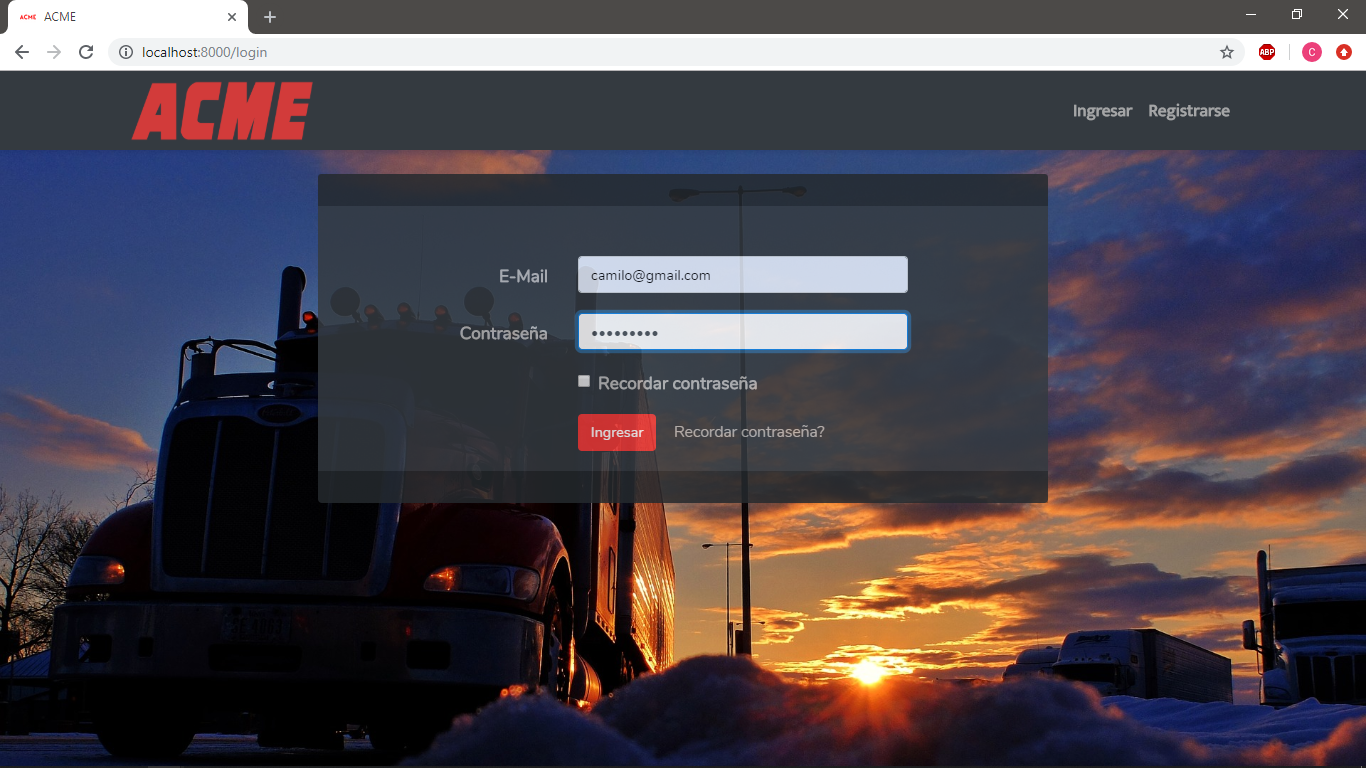 ACME ACME
localhost:8000/login
ABP
C
ACME
Ingresar Registrarse
E-Mail
camilo@gmail.com
Contraseña
•••••••••
Recordar contraseña
Ingresar
Recordar contraseña?